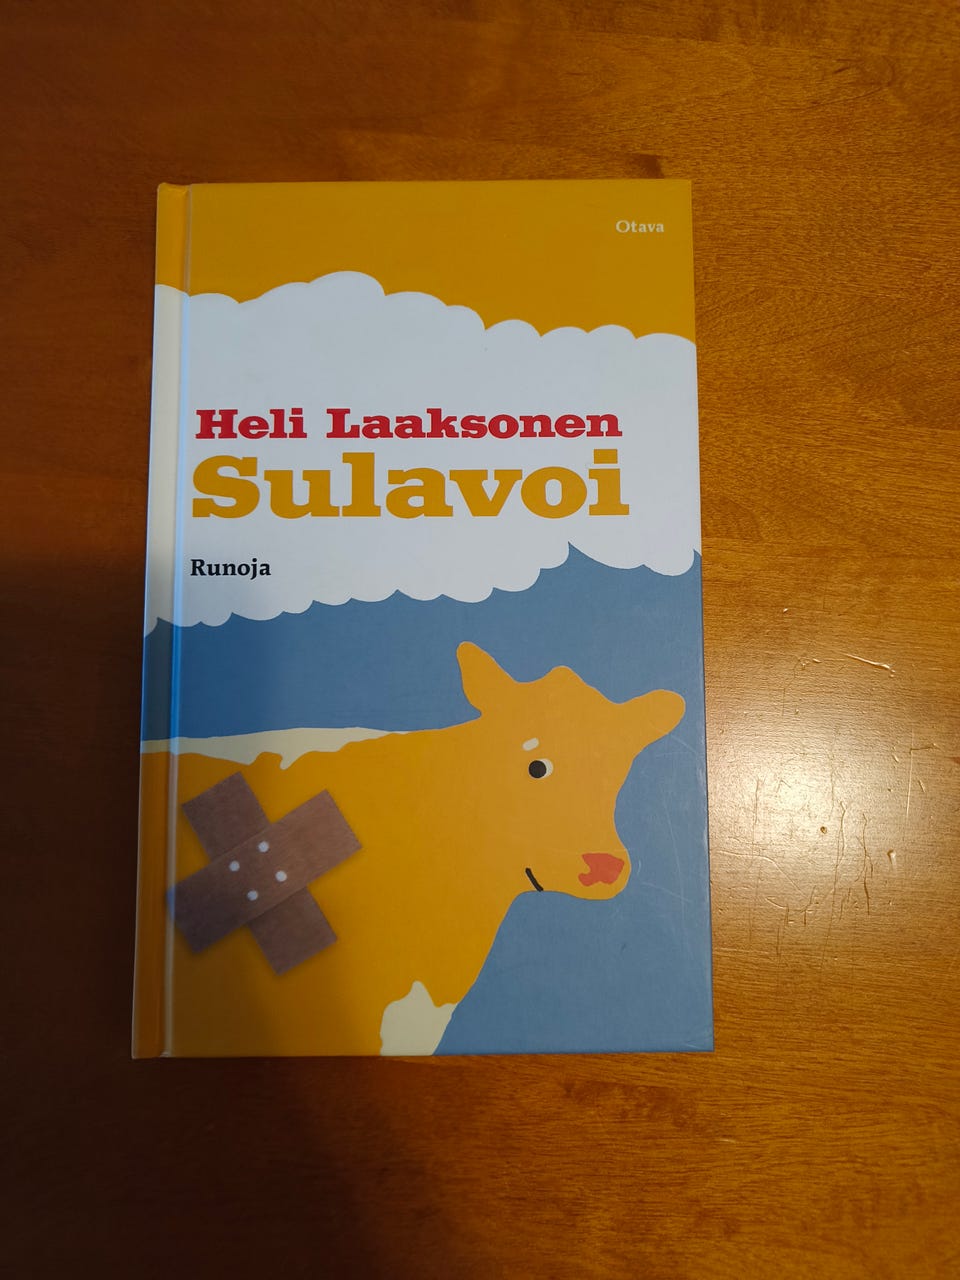 Otava
Heli Laaksonen
Sulavoi
Runoja